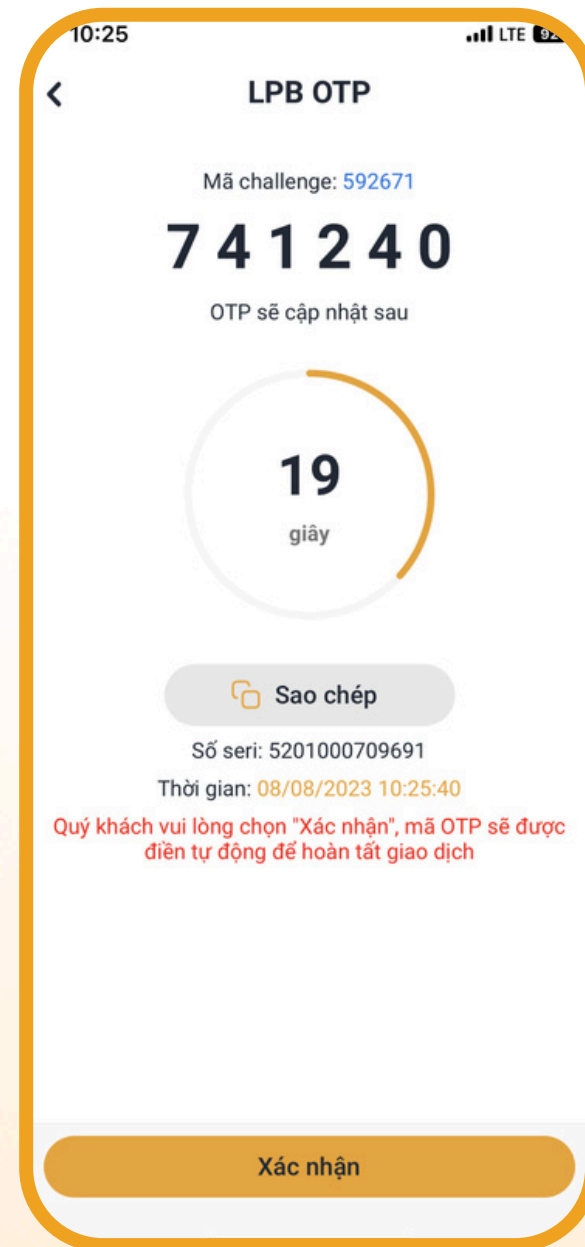 10:25
LTE 92
LPB OTP
Mã challenge: 592671
741240
OTP sẽ cập nhật sau
19
giây
Sao chép
Số seri: 5201000709691
Thời gian: 08/08/2023 10:25:40
Quý khách vui lòng chọn "Xác nhận", mã OTP sẽ được
điền tự động để hoàn tất giao dịch
Xác nhận